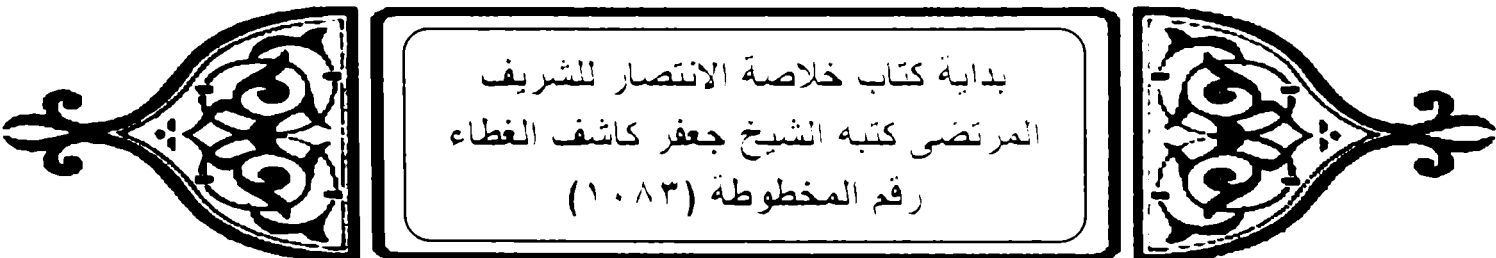 بداية كتاب خلاصة الانتصار للشريف
المرتضى كتبه الشيخ جعفر كاشف الغطاء
رقم المخطوطة (١٠٨٣)